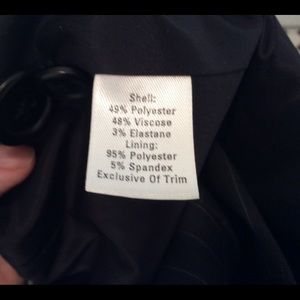 Shell:
49% Polyester
48% Viscose
3% Elastane
Lining:
95% Polyester
5% Spandex
Exclusive Of Trim